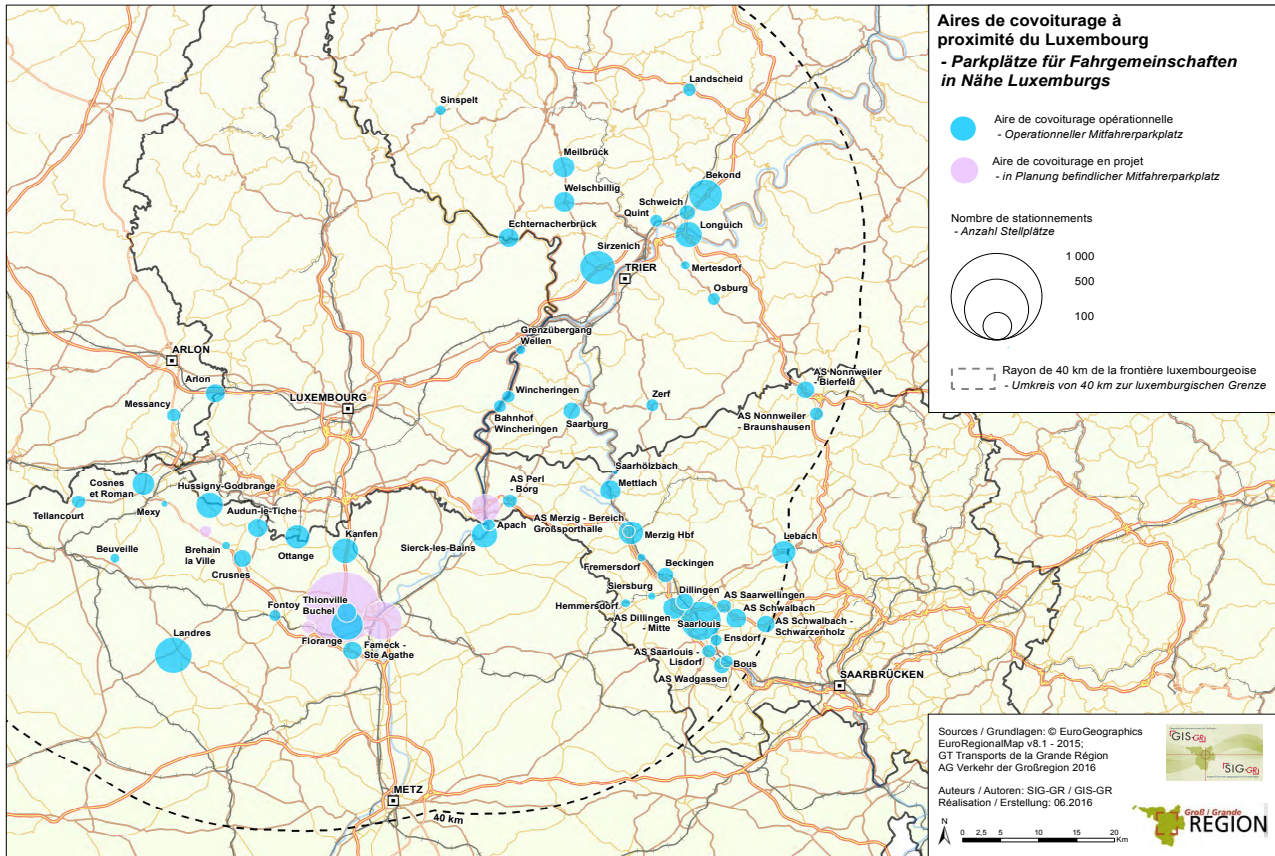 Aires de covoiturage à
proximité du Luxembourg
- Parkplätze für Fahrgemeinschaften
in Nähe Luxemburgs
Aire de covoiturage opérationnelle
- Operationneller Mitfahrerparkplatz
Aire de covoiturage en projet
- in Planung befindlicher Mitfahrerparkplatz
Nombre de stationnements
- Anzahl Stellplätze
1 000
500
100
Rayon de 40 km de la frontière luxembourgeoise
- Umkreis von 40 km zur luxemburgischen Grenze
Landscheid
Sinspelt
Meilbrück
Bekond
Welschbillig
Schweich
Quint
Echternacherbrück
Longuich
Sirzenich
TRIER
Mertesdorf
Osburg
Grenzübergang
Wellen
ARLON
Arlon
AS Nonnweiler
- Bierfeld
Messancy
LUXEMBOURG
Wincheringen
Zerf
Bahnhof
Wincheringen
Saarburg
AS Nonnweiler
- Braunshausen
Saarhölzbach
Mettlach
Cosnes
et Roman
Hussigny-Godbrange
AS Perl
- Borg
Tellancourt
Mexy
Audun-le-Tiche
Apach
AS Merzig - Bereich
Großsporthalle
Merzig Hbf
Kanfen
Sierck-les-Bains
Lebach
Beuveille
Brehain
la Ville
Ottange
Crusnes
Fremersdorf
Beckingen
Siersburg
Dillingen
Hemmersdorf
AS Saarwellingen
Thionville
Buchel
Fontoy
AS Dillingen
- Mitte
Saarlouis
AS Schwalbach
AS Schwalbach -
Schwarzenholz
Landres
Florange
Fameck -
Ste Agathe
Ensdorf
AS Saarlouis -
Lisdorf
Bous
AS Wadgassen
SAARBRÜCKEN
METZ
40 km
Sources / Grundlagen: © EuroGeographics
EuroRegionalMap v8.1 - 2015;
GT Transports de la Grande Région
AG Verkehr der Großregion 2016
Auteurs / Autoren: SIG-GR / GIS-GR
Réalisation / Erstellung: 06.2016
GIS-GR
SIG-GR
N
0 2,5 5 10 15 20
Km
Groß / Grande
REGION